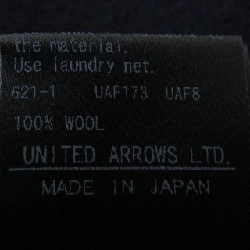 the material.
Use laundry net.
621-1 UAF173 UAF8
100% WOOL
UNITED ARROWS LTD.
MADE IN JAPAN